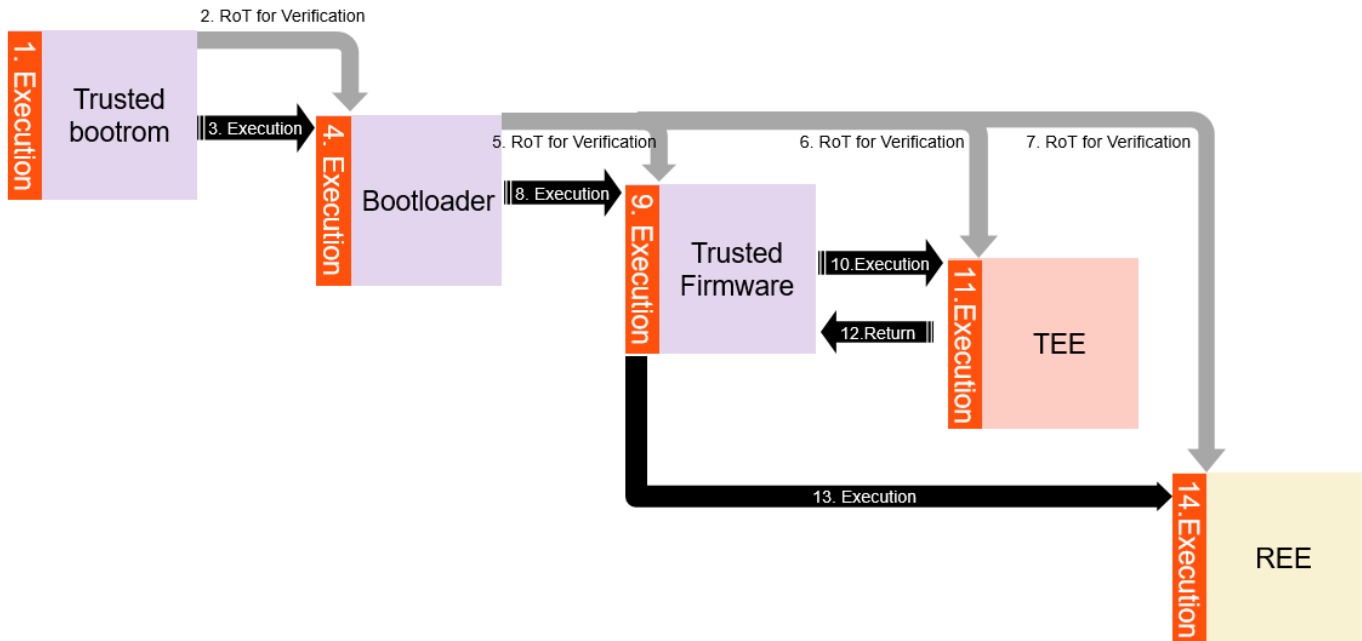 2. RoT for Verification
1. Execution
Trusted
bootrom
3. Execution
4. Execution
Bootloader
5. RoT for Verification
6. RoT for Verification
7. RoT for Verification
8. Execution
9. Execution
Trusted
Firmware
10.Execution
11.Execution
12.Return
TEE
13. Execution
14.Execution
REE